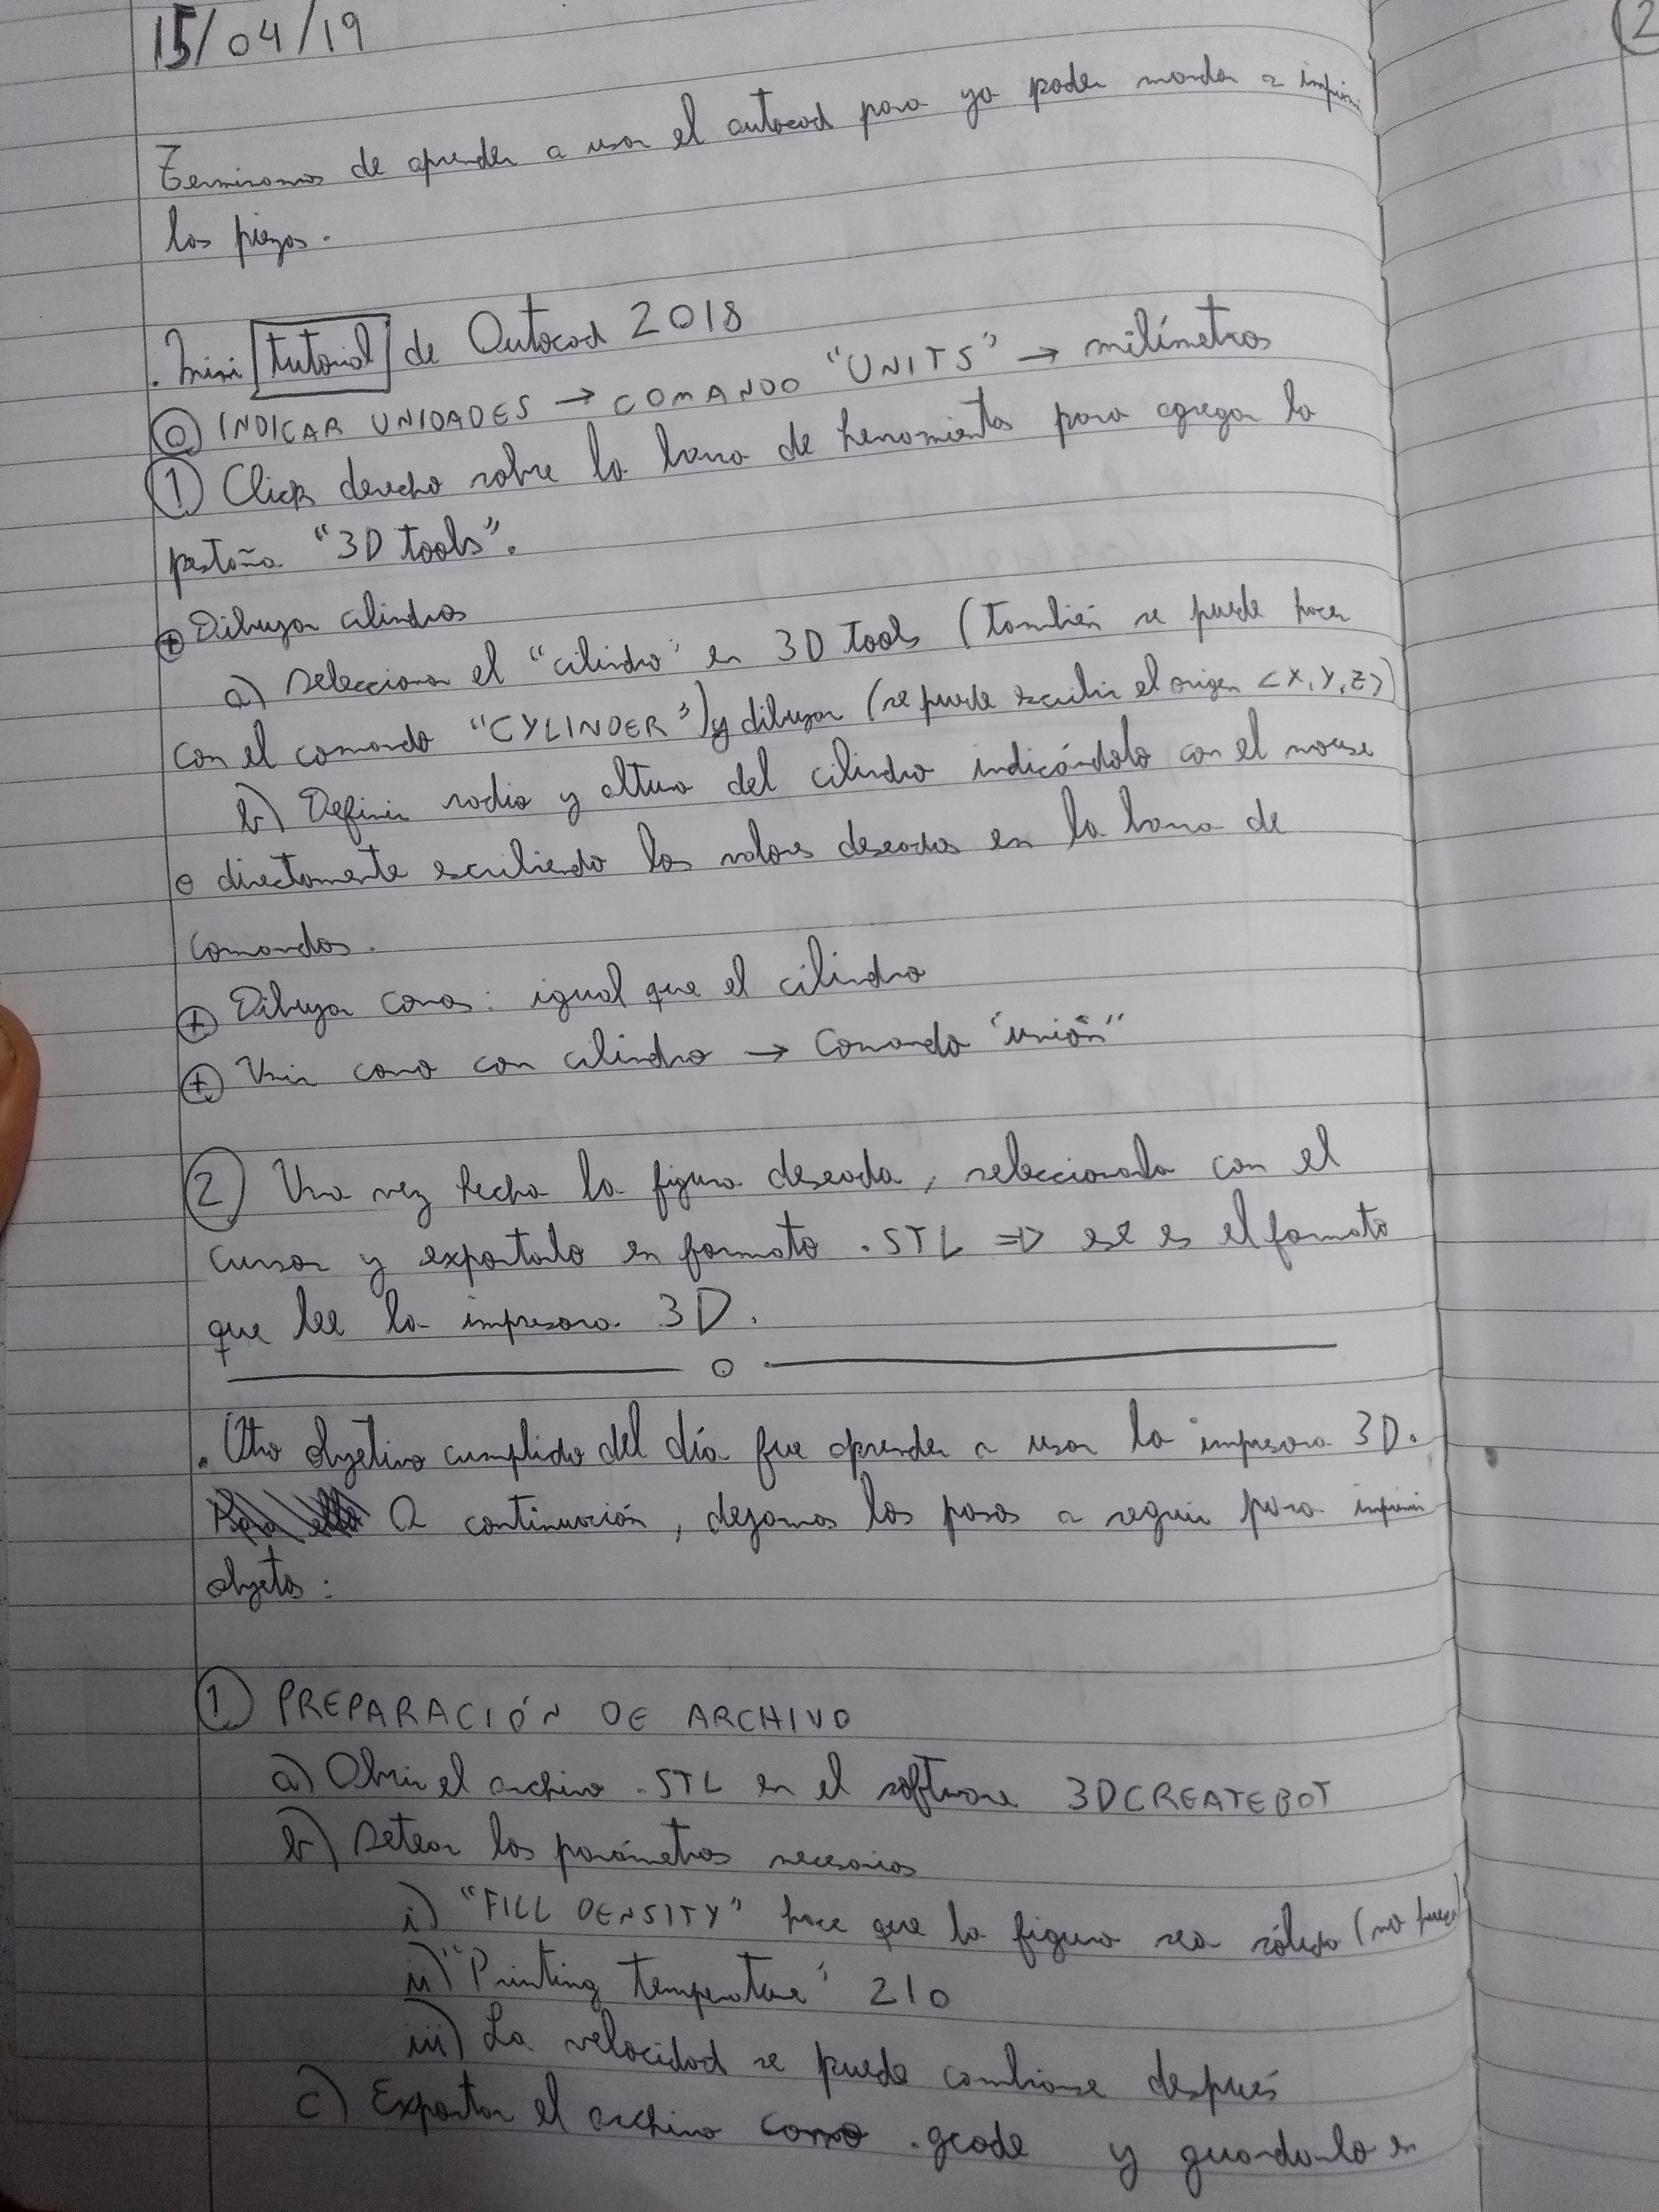 15/04/19
Terminamos de aprender a usar el autocad para ya poder mandar a imprimir
las piezas.
. Mini tutorial de Autocad 2018
⓪ INDICAR UNIDADES → COMANDO "UNITS" → milímetros
① Click derecho sobre la barra de herramientas para agregar la
pestaña "3D tools".
⊕ Dibujar cilindros
a) Seleccionar el "cilindro" en 3D Tools (también se puede hacer
con el comando "CYLINDER") y dibujar (se puede escribir el origen <X,Y,Z>)
b) Definir radio y altura del cilindro indicándolo con el mouse
o directamente escribiendo los valores deseados en la barra de
comandos.
⊕ Dibujar conos: igual que el cilindro
⊕ Unir cono con cilindro → Comando "unión"
② Una vez hecha la figura deseada, seleccionarla con el
cursor y exportarlo en formato .STL => ese es el formato
que lee la impresora 3D.
. Otro objetivo cumplido del día fue aprender a usar la impresora 3D.
Para ello A continuación, dejamos los pasos a seguir para imprimir
objetos:
① PREPARACIÓN DE ARCHIVO
a) Abrir el archivo .STL en el software 3DCREATEBOT
b) Setear los parámetros necesarios
i) "FILL DENSITY" hace que la figura sea sólida (no hueca)
ii) "Printing temperature" 210
iii) La velocidad se puede cambiarse después
c) Exportar el archivo como .gcode y guardarlo en
2